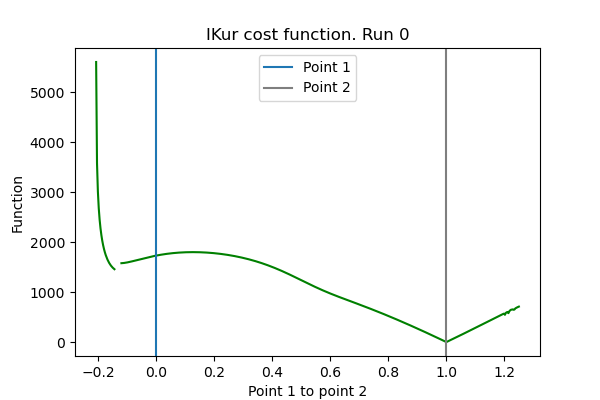 IKur cost function. Run 0
Point 1
Point 2
Function
5000
4000
3000
2000
1000
0
−0.2 0.0 0.2 0.4 0.6 0.8 1.0 1.2
Point 1 to point 2